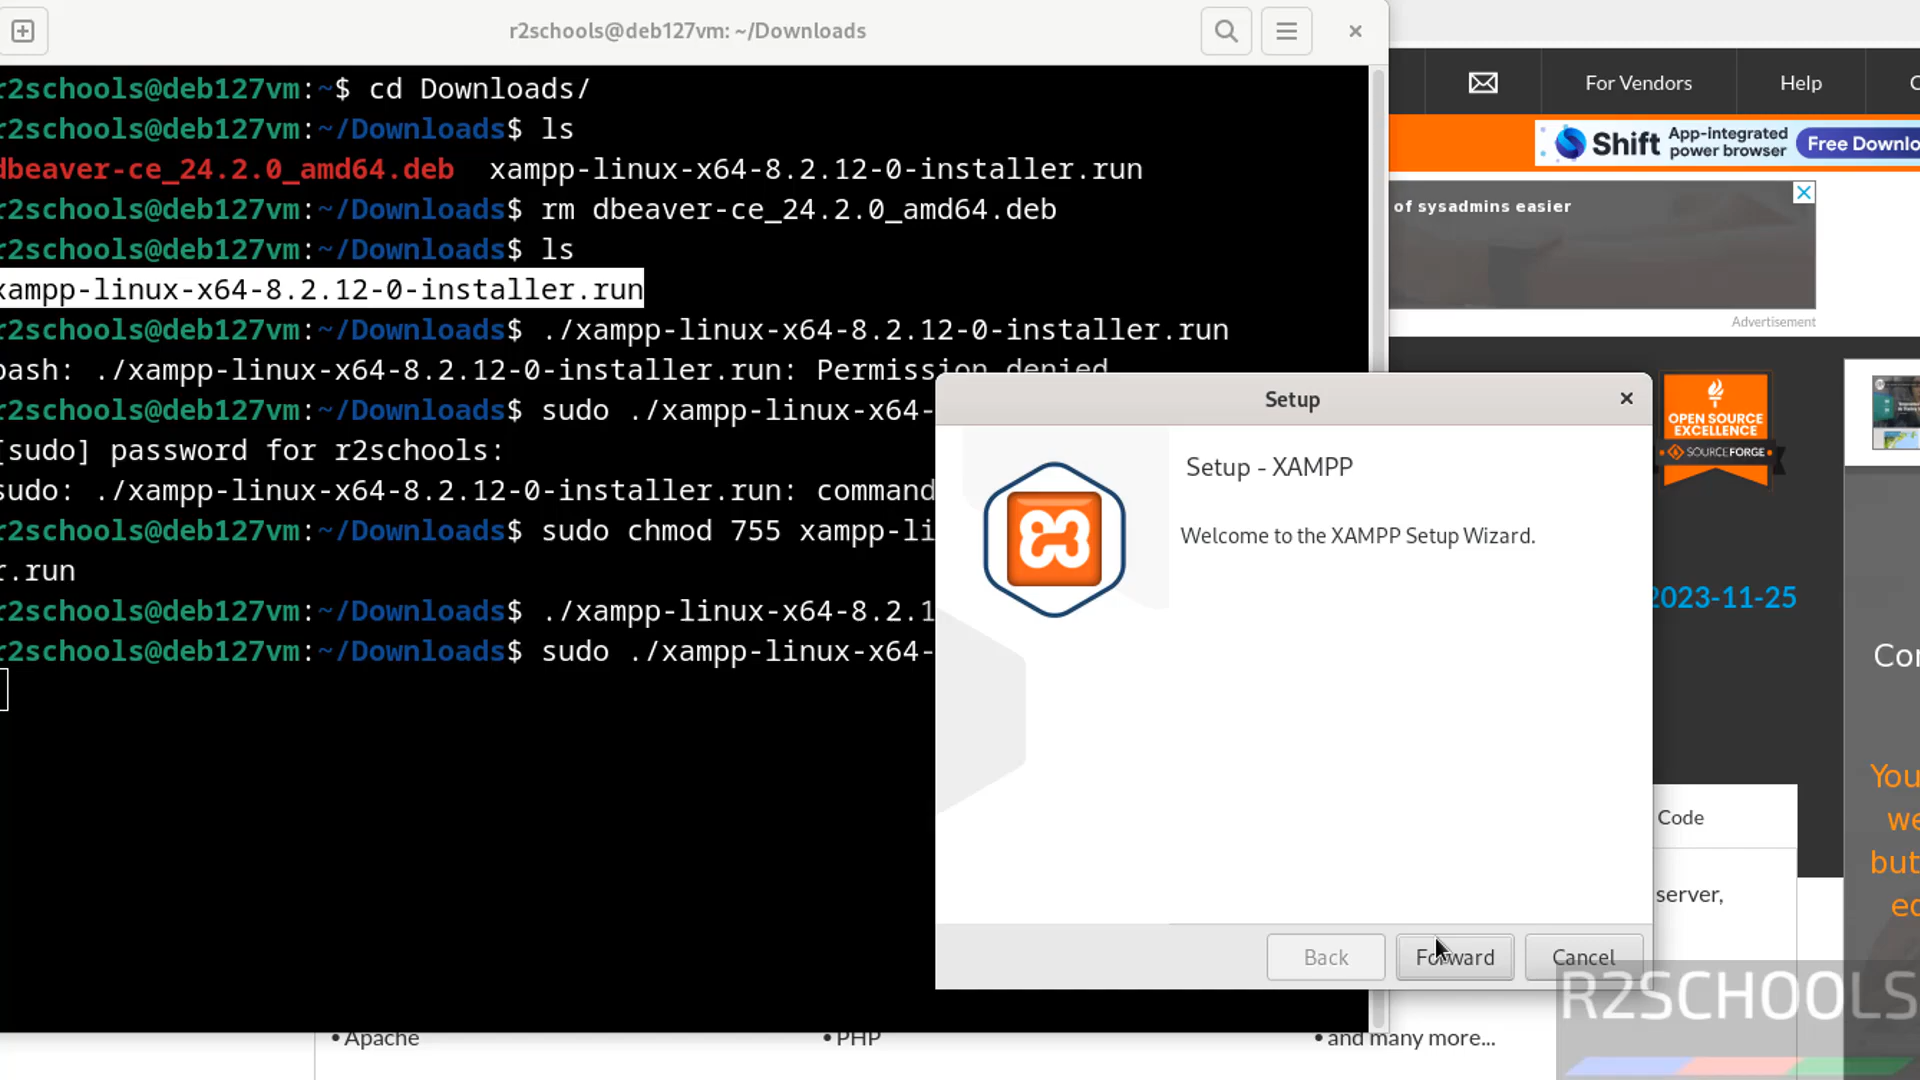 r2schools@deb127vm: ~/Downloads
r2schools@deb127vm:~$ cd Downloads/
r2schools@deb127vm:~/Downloads$ ls
dbeaver-ce_24.2.0_amd64.deb  xampp-linux-x64-8.2.12-0-installer.run
r2schools@deb127vm:~/Downloads$ rm dbeaver-ce_24.2.0_amd64.deb
r2schools@deb127vm:~/Downloads$ ls
xampp-linux-x64-8.2.12-0-installer.run
r2schools@deb127vm:~/Downloads$ ./xampp-linux-x64-8.2.12-0-installer.run
bash: ./xampp-linux-x64-8.2.12-0-installer.run: Permission denied
r2schools@deb127vm:~/Downloads$ sudo ./xampp-linux-x64-
[sudo] password for r2schools:
sudo: ./xampp-linux-x64-8.2.12-0-installer.run: command
r2schools@deb127vm:~/Downloads$ sudo chmod 755 xampp-li
r.run
r2schools@deb127vm:~/Downloads$ ./xampp-linux-x64-8.2.1
r2schools@deb127vm:~/Downloads$ sudo ./xampp-linux-x64-
Setup
Setup - XAMPP
Welcome to the XAMPP Setup Wizard.
Back
Forward
Cancel
For Vendors
Help
Shift
App-integrated
power browser
Free Downlo
of sysadmins easier
Advertisement
OPEN SOURCE
EXCELLENCE
SOURCEFORGE
2023-11-25
Code
server,
You
we
but
• Apache
• PHP
• and many more...
R2SCHOOLS